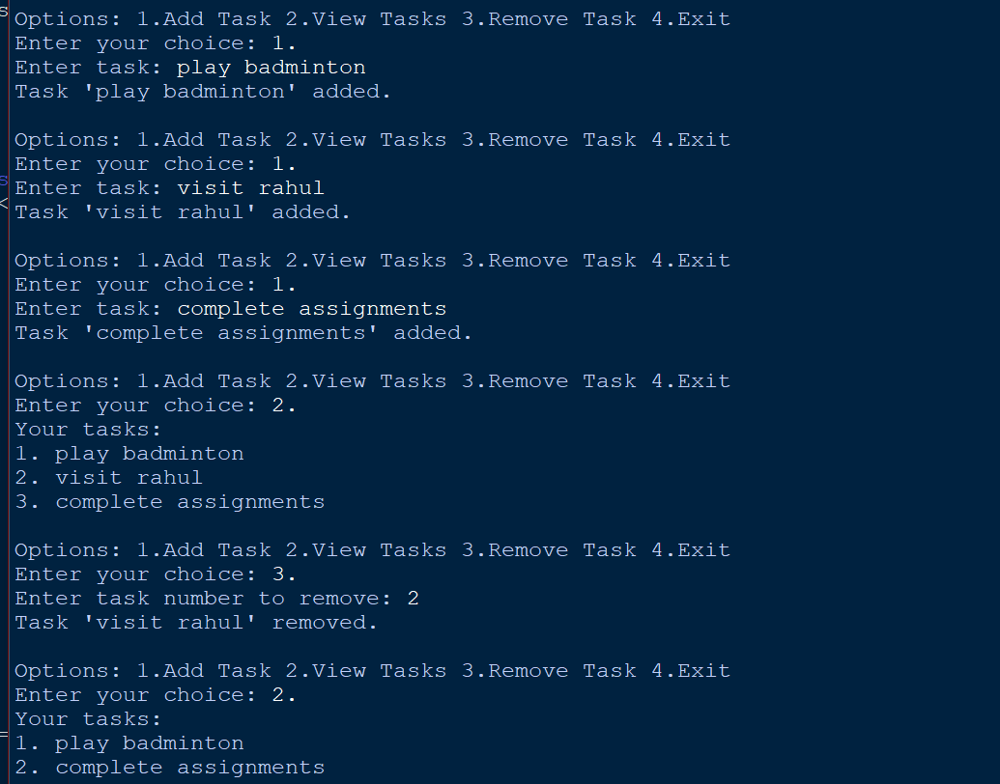 Options: 1.Add Task 2.View Tasks 3.Remove Task 4.Exit
Enter your choice: 1.
Enter task: play badminton
Task 'play badminton' added.

Options: 1.Add Task 2.View Tasks 3.Remove Task 4.Exit
Enter your choice: 1.
Enter task: visit rahul
Task 'visit rahul' added.

Options: 1.Add Task 2.View Tasks 3.Remove Task 4.Exit
Enter your choice: 1.
Enter task: complete assignments
Task 'complete assignments' added.

Options: 1.Add Task 2.View Tasks 3.Remove Task 4.Exit
Enter your choice: 2.
Your tasks:
1. play badminton
2. visit rahul
3. complete assignments

Options: 1.Add Task 2.View Tasks 3.Remove Task 4.Exit
Enter your choice: 3.
Enter task number to remove: 2
Task 'visit rahul' removed.

Options: 1.Add Task 2.View Tasks 3.Remove Task 4.Exit
Enter your choice: 2.
Your tasks:
1. play badminton
2. complete assignments